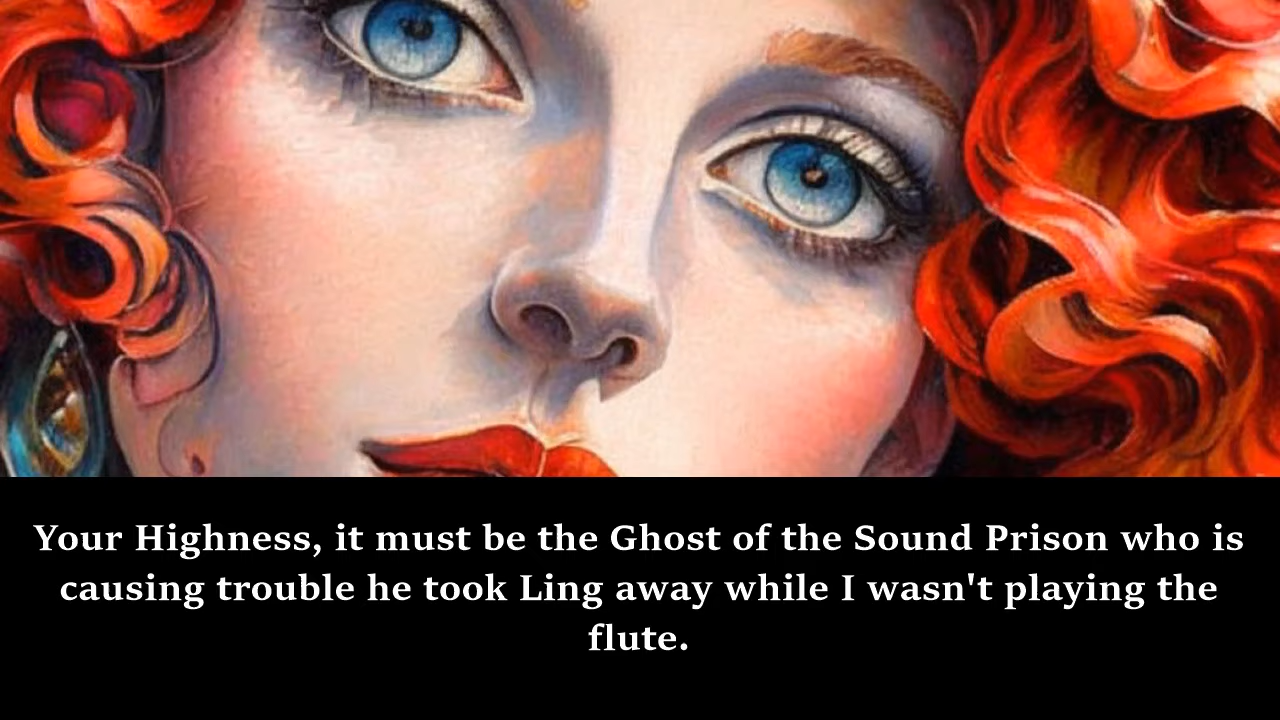 Your Highness, it must be the Ghost of the Sound Prison who is
causing trouble he took Ling away while I wasn't playing the
flute.